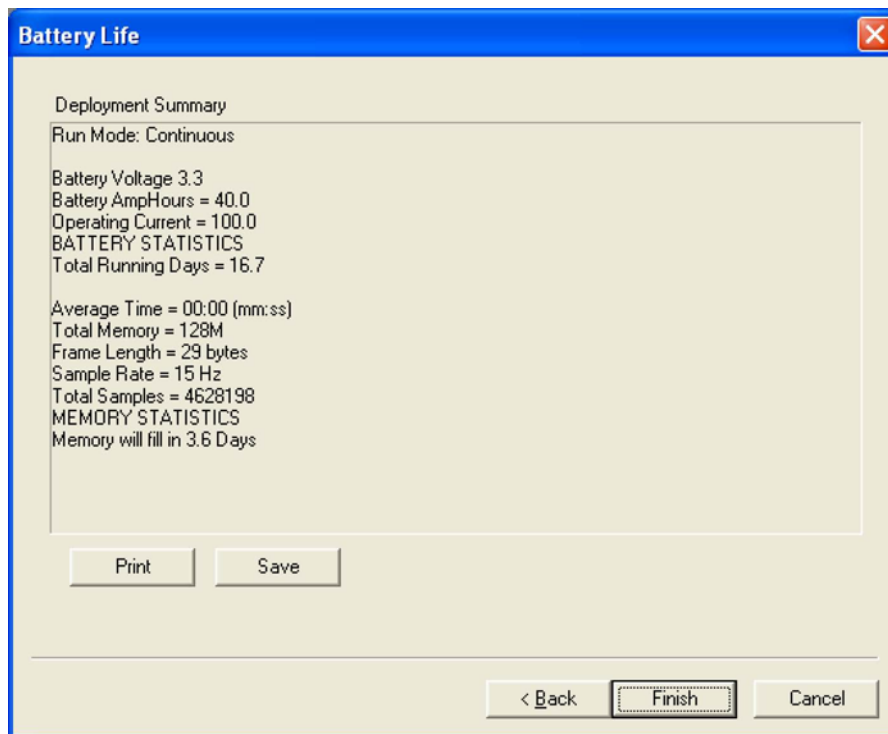 Battery Life
Deployment Summary
Run Mode: Continuous
Battery Voltage 3.3
Battery AmpHours = 40.0
Operating Current = 100.0
BATTERY STATISTICS
Total Running Days = 16.7
Average Time = 00:00 (mm:ss)
Total Memory = 128M
Frame Length = 29 bytes
Sample Rate = 15 Hz
Total Samples = 4628198
MEMORY STATISTICS
Memory will fill in 3.6 Days
Print Save
< Back Finish Cancel